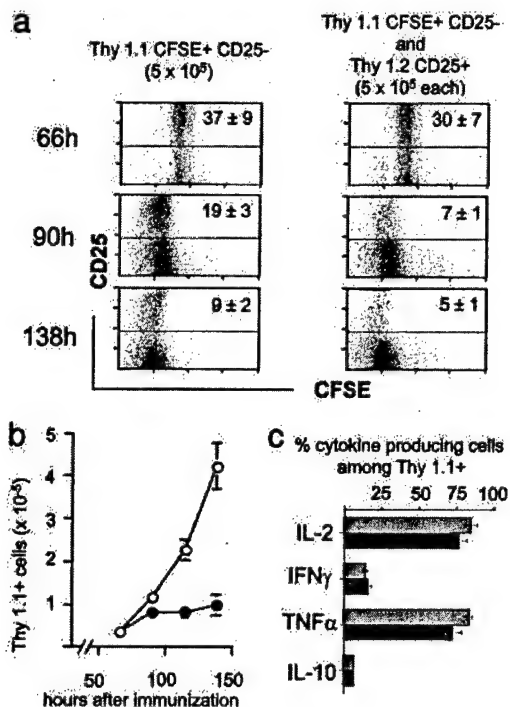 a
Thy 1.1 CFSE+ CD25-
(5 x 10⁵)
Thy 1.1 CFSE+ CD25-
and
Thy 1.2 CD25+
(5 x 10⁵ each)
66h
37 ± 9
30 ± 7
90h
19 ± 3
7 ± 1
138h
9 ± 2
5 ± 1
CD25
CFSE
b
Thy 1.1+ cells (x 10⁻⁵)
5
4
3
2
1
50
100
150
hours after immunization
c
% cytokine producing cells
among Thy 1.1+
25
50
75
100
IL-2
IFNγ
TNFα
IL-10